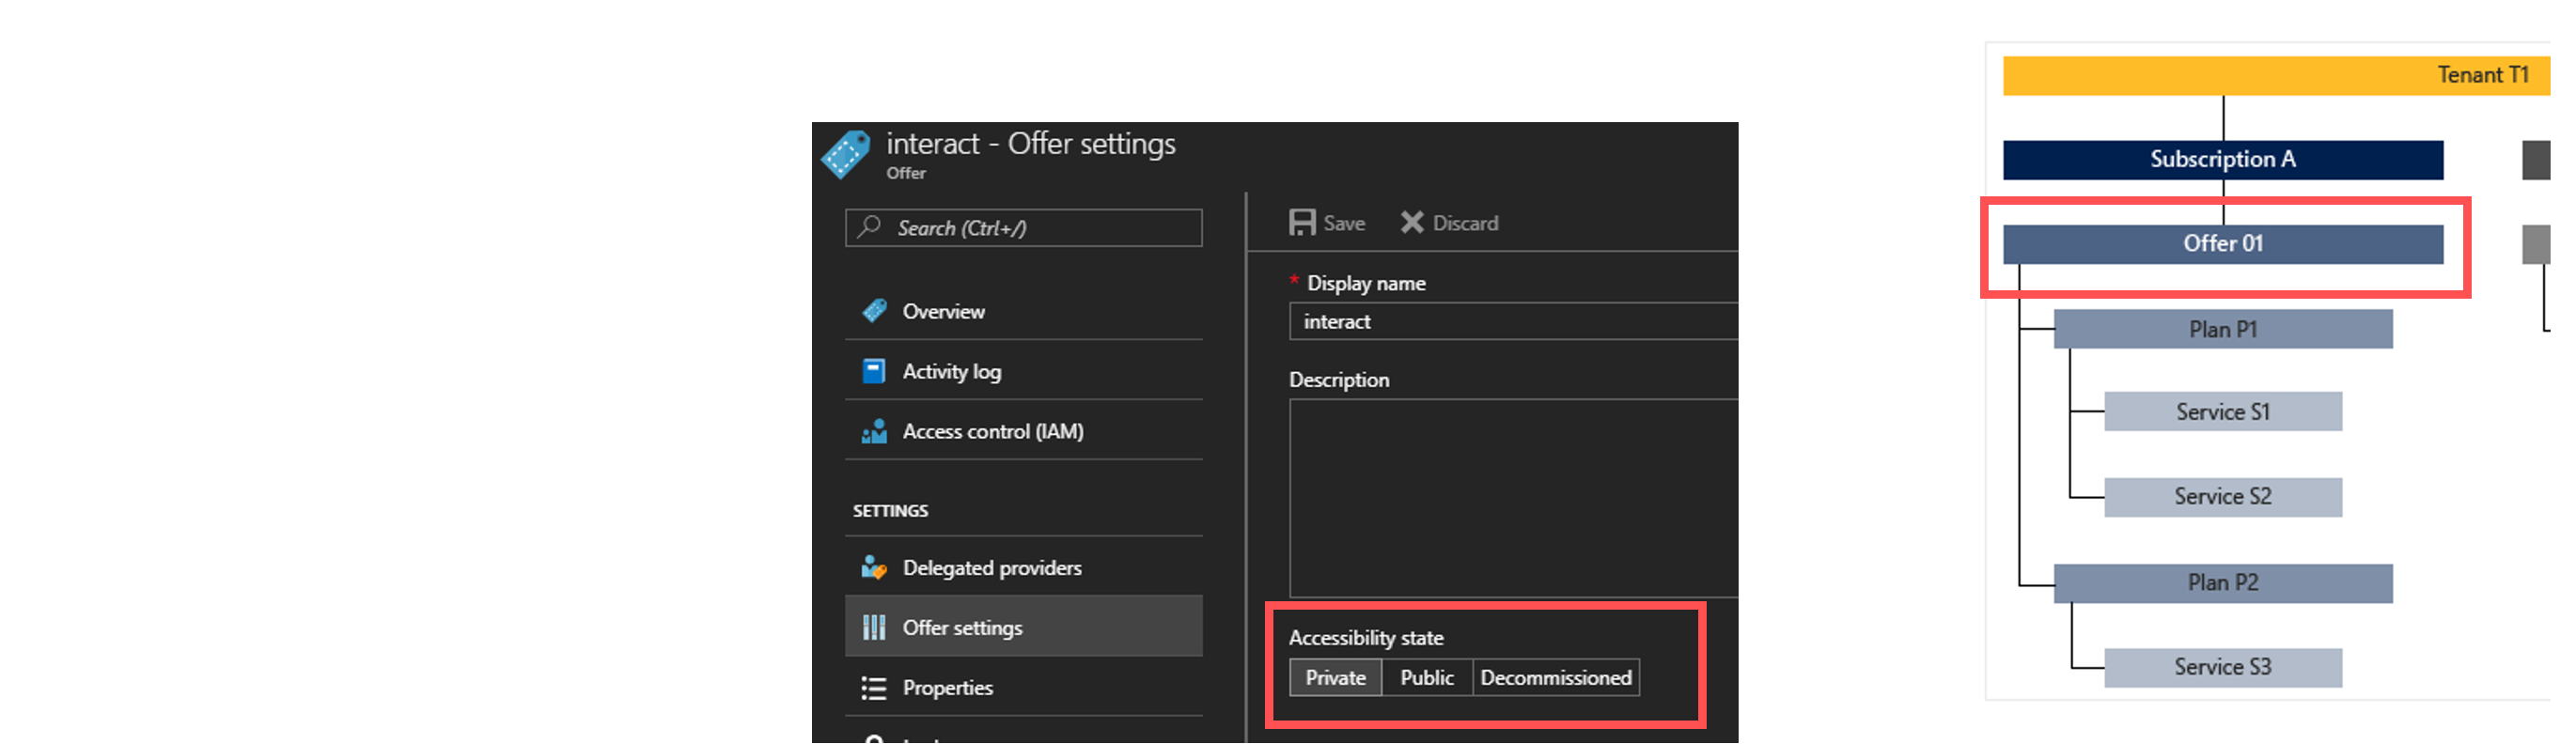 interact - Offer settings
Offer
Search (Ctrl+/)
Overview
Activity log
Access control (IAM)
SETTINGS
Delegated providers
Offer settings
Properties
Save Discard
* Display name
interact
Description
Accessibility state
Private Public Decommissioned
Tenant T1
Subscription A
Offer 01
Plan P1
Service S1
Service S2
Plan P2
Service S3